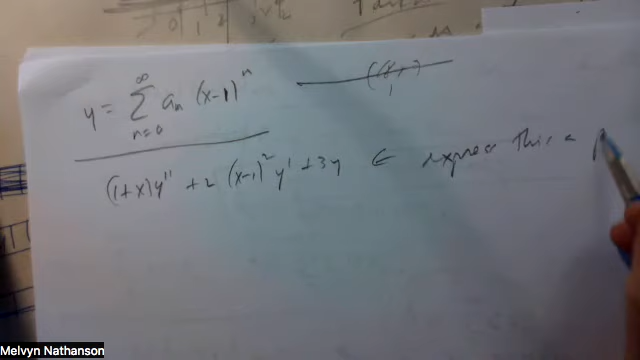 y = ∑_{n=0}^{∞} a_n (x-1)^n
(1+x)y'' + 2 (x-1)^2 y' + 3y ← express this
Melvyn Nathanson